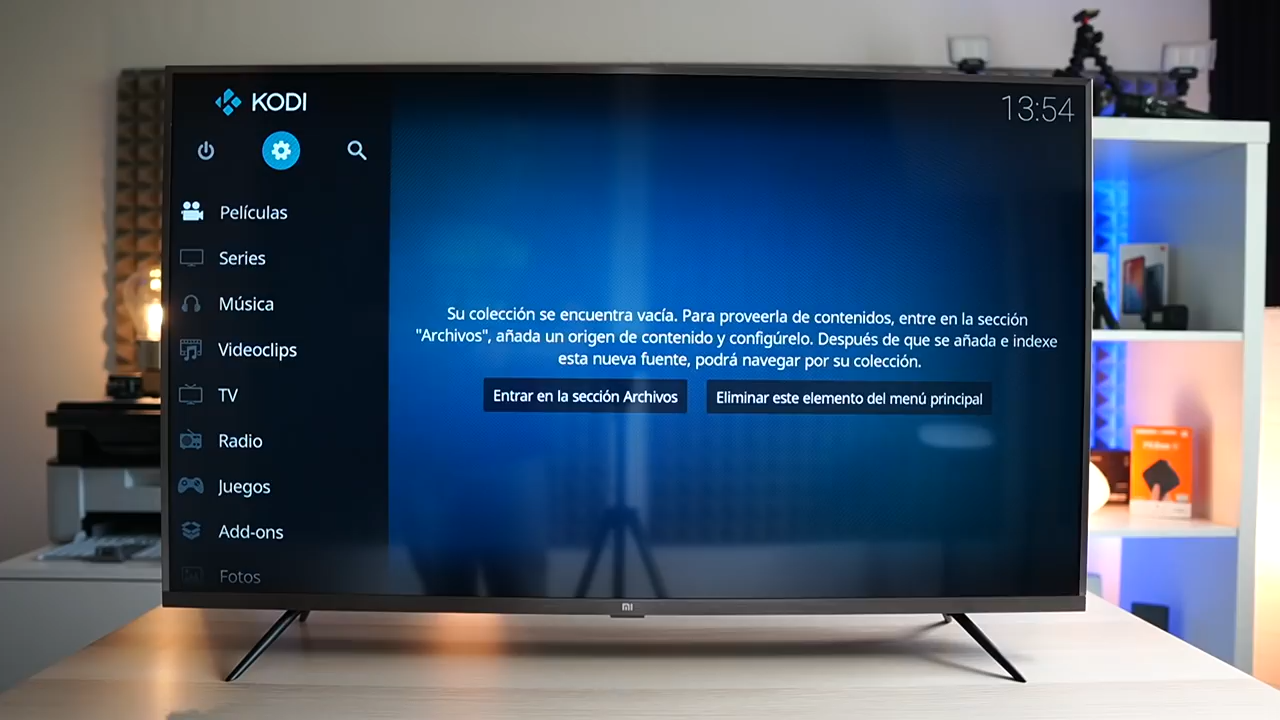 KODI
13:54
Películas
Series
Música
Videoclips
TV
Radio
Juegos
Add-ons
Fotos
Su colección se encuentra vacía. Para proveerla de contenidos, entre en la sección
"Archivos", añada un origen de contenido y configúrelo. Después de que se añada e indexe
esta nueva fuente, podrá navegar por su colección.
Entrar en la sección Archivos
Eliminar este elemento del menú principal
mi